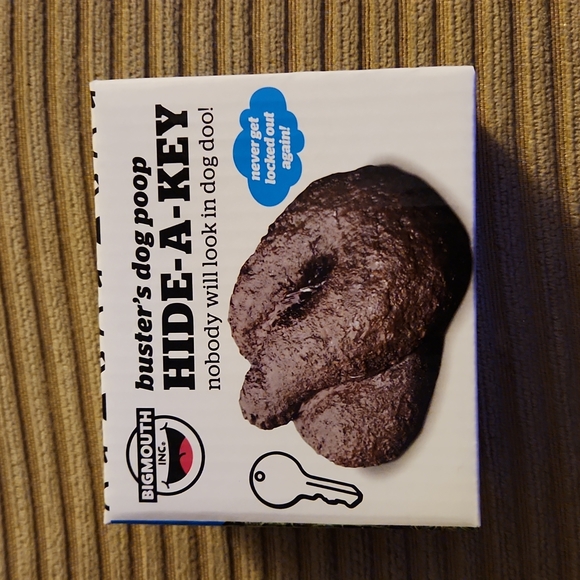 buster's dog poop
HIDE-A-KEY
nobody will look in dog doo!
never get
locked out
again!
BIGMOUTH
INC.®